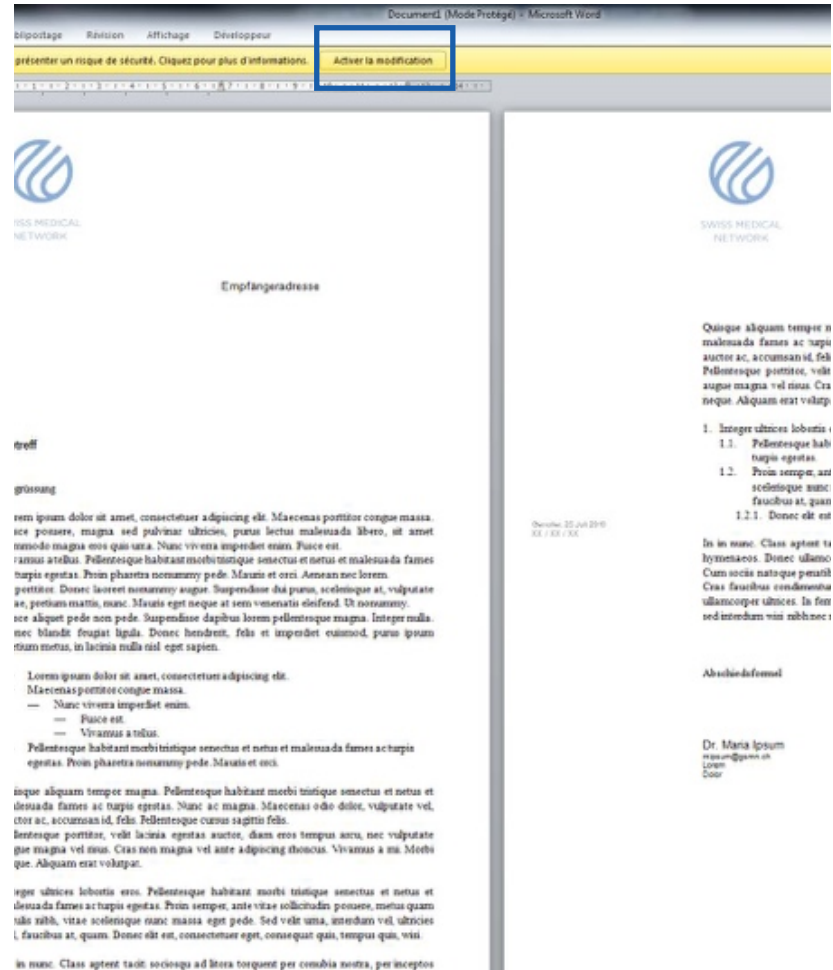 Document1 (Mode Protégé) - Microsoft Word
Publipostage Révision Affichage Développeur
présenter un risque de sécurité. Cliquez pour plus d'informations. Activer la modification
SWISS MEDICAL
NETWORK
Empfängeradresse
treff
grüssung
rem ipsum dolor sit amet, consectetuer adipiscing elit. Maecenas porttitor congue massa.
sce posuere, magna sed pulvinar ultricies, purus lectus malesuada libero, sit amet
mmodo magna eros quis urna. Nunc viverra imperdiet enim. Fusce est.
vamus a tellus. Pellentesque habitant morbi tristique senectus et netus et malesuada fames
turpis egestas. Proin pharetra nonummy pede. Mauris et orci. Aenean nec lorem.
porttitor. Donec laoreet nonummy augue. Suspendisse dui purus, scelerisque at, vulputate
ae, pretium mattis, nunc. Mauris eget neque at sem venenatis eleifend. Ut nonummy.
sce aliquet pede non pede. Suspendisse dapibus lorem pellentesque magna. Integer nulla.
nec blandit feugiat ligula. Donec hendrerit, felis et imperdiet euismod, purus ipsum
etium metus, in lacinia nulla nisl eget sapien.
Lorem ipsum dolor sit amet, consectetuer adipiscing elit.
Maecenas porttitor congue massa.
— Nunc viverra imperdiet enim.
— Fusce est.
— Vivamus a tellus.
Pellentesque habitant morbi tristique senectus et netus et malesuada fames ac turpis
egestas. Proin pharetra nonummy pede. Mauris et orci.
isque aliquam tempor magna. Pellentesque habitant morbi tristique senectus et netus et
lesuada fames ac turpis egestas. Nunc ac magna. Maecenas odio dolor, vulputate vel,
ctor ac, accumsan id, felis. Pellentesque cursus sagittis felis.
llentesque porttitor, velit lacinia egestas auctor, diam eros tempus arcu, nec vulputate
gue magna vel risus. Cras non magna vel ante adipiscing rhoncus. Vivamus a mi. Morbi
que. Aliquam erat volutpat.
eger ultrices lobortis eros. Pellentesque habitant morbi tristique senectus et netus et
lesuada fames ac turpis egestas. Proin semper, ante vitae sollicitudin posuere, metus quam
ulis nibh, vitae scelerisque nunc massa eget pede. Sed velit urna, interdum vel, ultricies
l, faucibus at, quam. Donec elit est, consectetuer eget, consequat quis, tempus quis, wisi.
in nunc. Class aptent taciti sociosqu ad litora torquent per conubia nostra, per inceptos
SWISS MEDICAL
NETWORK
Quisque aliquam tempor m
malesuada fames ac turpis
auctor ac, accumsan id, feli
Pellentesque porttitor, velit
augue magna vel risus. Cra
neque. Aliquam erat volutp
1. Integer ultrices lobortis
1.1. Pellentesque hab
turpis egestas.
1.2. Proin semper, ant
scelerisque nunc
faucibus at, quam
1.2.1. Donec elit est
Genolier, 20 Juli 2015
XX / XX / XX
In in nunc. Class aptent ta
hymenaeos. Donec ullamco
Cum sociis natoque penatib
Cras faucibus condimentu
ullamcorper ultrices. In fer
sed interdum wisi nibh nec
Abschiedsformel
Dr. Maria Ipsum
mipsum@gsmn.ch
Lorem
Dolor